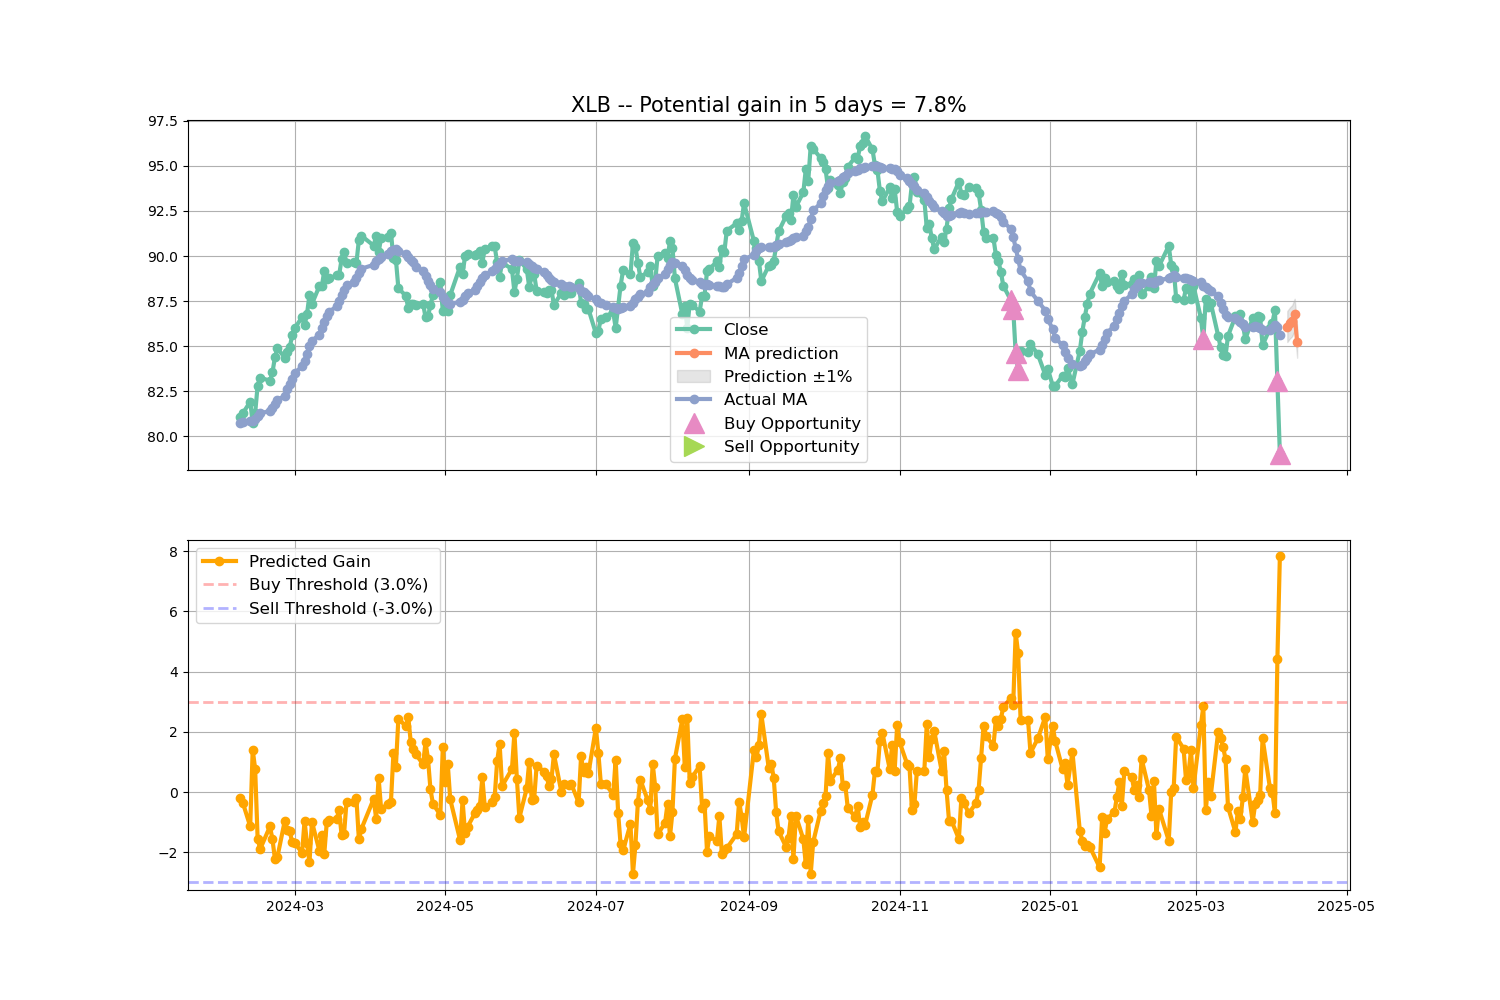 XLB -- Potential gain in 5 days = 7.8%
97.5
95.0
92.5
90.0
87.5
85.0
82.5
80.0
Close
MA prediction
Prediction ±1%
Actual MA
Buy Opportunity
Sell Opportunity
8
6
4
2
0
−2
Predicted Gain
Buy Threshold (3.0%)
Sell Threshold (-3.0%)
2024-03
2024-05
2024-07
2024-09
2024-11
2025-01
2025-03
2025-05